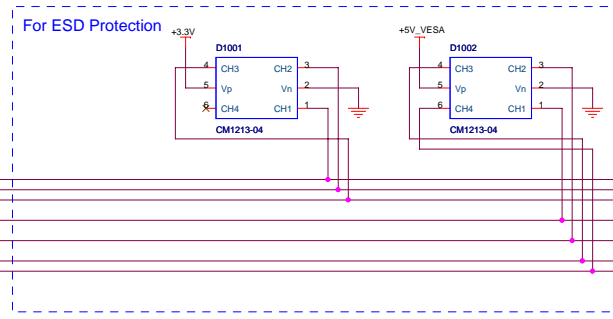 For ESD Protection
+3.3V
+5V_VESA
D1001
D1002
4 CH3 CH2 3
5 Vp Vn 2
6 CH4 CH1 1
CM1213-04
4 CH3 CH2 3
5 Vp Vn 2
6 CH4 CH1 1
CM1213-04